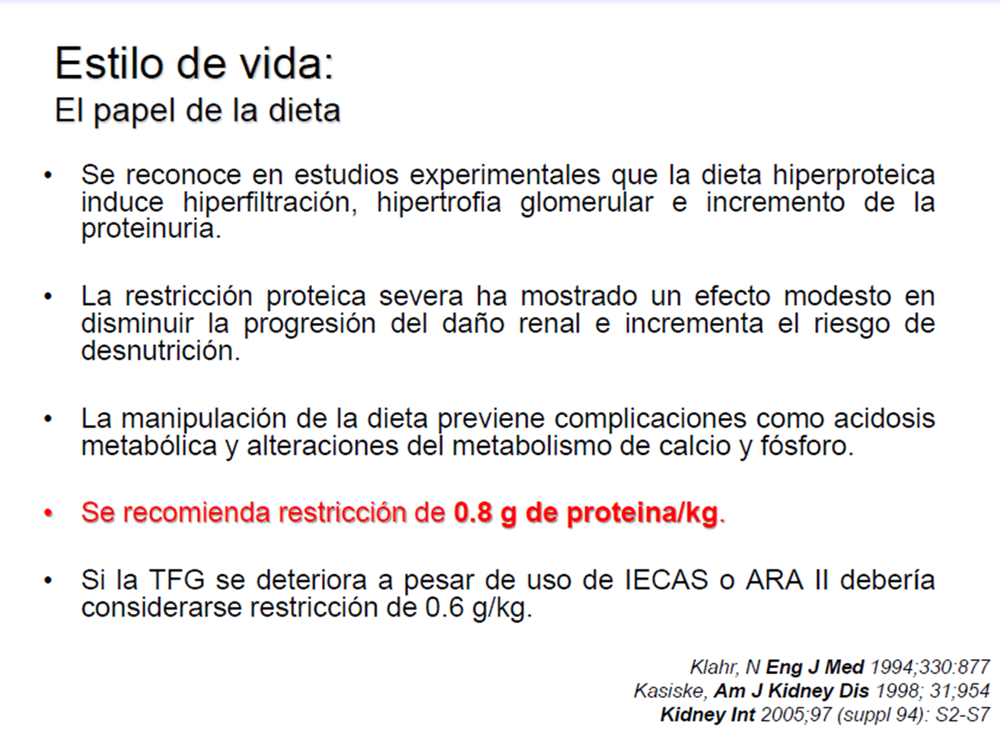 Estilo de vida:
El papel de la dieta
• Se reconoce en estudios experimentales que la dieta hiperproteica
induce hiperfiltración, hipertrofia glomerular e incremento de la
proteinuria.
• La restricción proteica severa ha mostrado un efecto modesto en
disminuir la progresión del daño renal e incrementa el riesgo de
desnutrición.
• La manipulación de la dieta previene complicaciones como acidosis
metabólica y alteraciones del metabolismo de calcio y fósforo.
• Se recomienda restricción de 0.8 g de proteina/kg.
• Si la TFG se deteriora a pesar de uso de IECAS o ARA II debería
considerarse restricción de 0.6 g/kg.
Klahr, N Eng J Med 1994;330:877
Kasiske, Am J Kidney Dis 1998; 31;954
Kidney Int 2005;97 (suppl 94): S2-S7